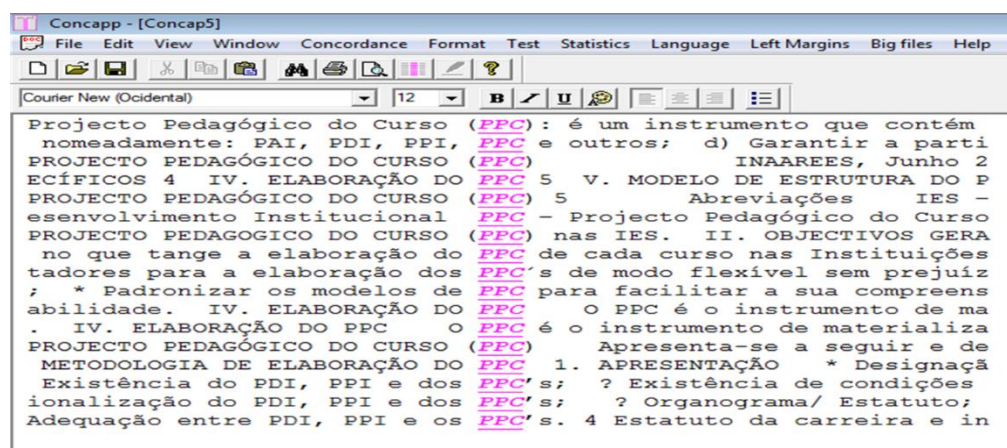 Concapp - [Concap5]
File Edit View Window Concordance Format Test Statistics Language Left Margins Big files Help
Courier New (Ocidental) 12 B I U
Projecto Pedagógico do Curso (PPC): é um instrumento que contém
nomeadamente: PAI, PDI, PPI, PPC e outros; d) Garantir a parti
PROJECTO PEDAGÓGICO DO CURSO (PPC) INAAREES, Junho 2
ECÍFICOS 4 IV. ELABORAÇÃO DO PPC 5 V. MODELO DE ESTRUTURA DO P
PROJECTO PEDAGÓGICO DO CURSO (PPC) 5 Abreviações IES –
esenvolvimento Institucional PPC – Projecto Pedagógico do Curso
PROJECTO PEDAGOGICO DO CURSO (PPC) nas IES. II. OBJECTIVOS GERA
no que tange a elaboração do PPC de cada curso nas Instituições
tadores para a elaboração dos PPC´s de modo flexível sem prejuíz
; * Padronizar os modelos de PPC para facilitar a sua compreens
abilidade. IV. ELABORAÇÃO DO PPC O PPC é o instrumento de ma
. IV. ELABORAÇÃO DO PPC O PPC é o instrumento de materializa
PROJECTO PEDAGÓGICO DO CURSO (PPC) Apresenta-se a seguir e de
METODOLOGIA DE ELABORAÇÃO DO PPC 1. APRESENTAÇÃO * Designaçã
Existência do PDI, PPI e dos PPC's; ? Existência de condições
ionalização do PDI, PPI e dos PPC's; ? Organograma/ Estatuto;
Adequação entre PDI, PPI e os PPC's. 4 Estatuto da carreira e in